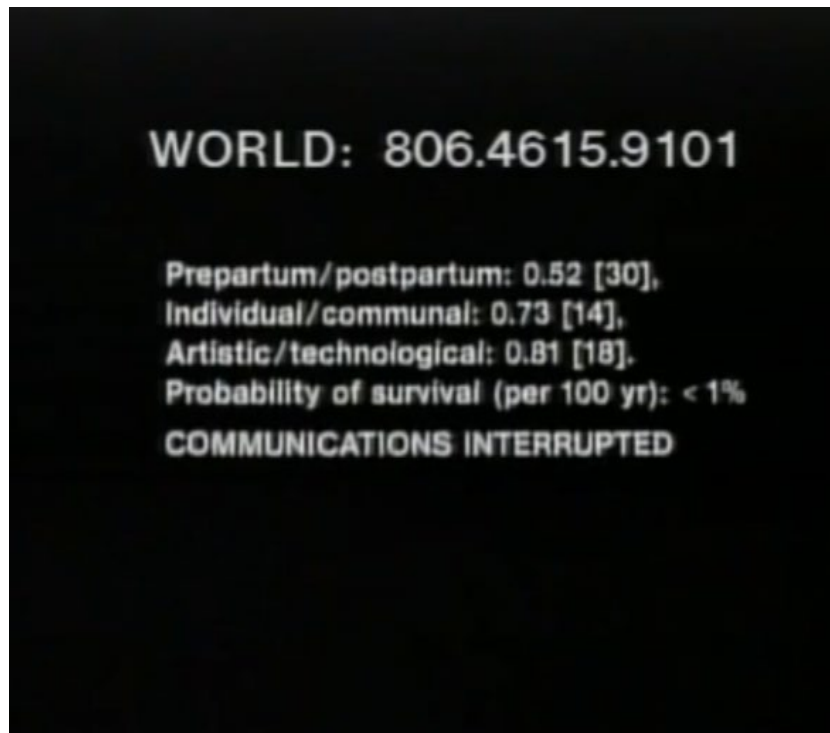 WORLD: 806.4615.9101
Prepartum/postpartum: 0.52 [30],
Individual/communal: 0.73 [14],
Artistic/technological: 0.81 [18].
Probability of survival (per 100 yr): < 1%
COMMUNICATIONS INTERRUPTED